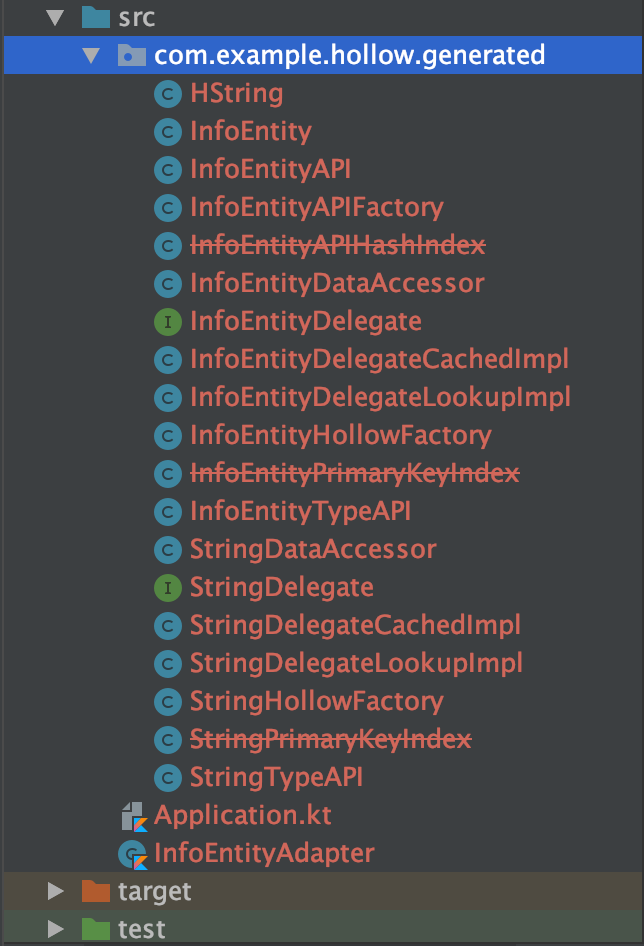 src
com.example.hollow.generated
HString
InfoEntity
InfoEntityAPI
InfoEntityAPIFactory
InfoEntityAPIHashIndex
InfoEntityDataAccessor
InfoEntityDelegate
InfoEntityDelegateCachedImpl
InfoEntityDelegateLookupImpl
InfoEntityHollowFactory
InfoEntityPrimaryKeyIndex
InfoEntityTypeAPI
StringDataAccessor
StringDelegate
StringDelegateCachedImpl
StringDelegateLookupImpl
StringHollowFactory
StringPrimaryKeyIndex
StringTypeAPI
Application.kt
InfoEntityAdapter
target
test